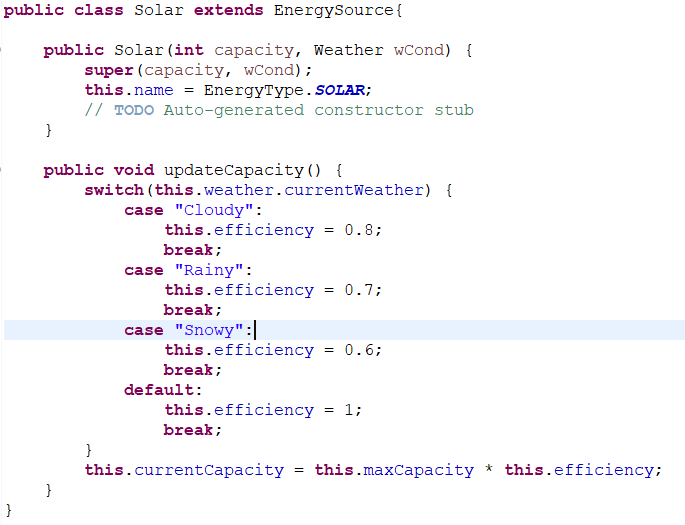 public class Solar extends EnergySource{
public Solar(int capacity, Weather wCond) {
super(capacity, wCond);
this.name = EnergyType.SOLAR;
// TODO Auto-generated constructor stub
}
public void updateCapacity() {
switch(this.weather.currentWeather) {
case "Cloudy":
this.efficiency = 0.8;
break;
case "Rainy":
this.efficiency = 0.7;
break;
case "Snowy":
this.efficiency = 0.6;
break;
default:
this.efficiency = 1;
break;
}
this.currentCapacity = this.maxCapacity * this.efficiency;
}
}